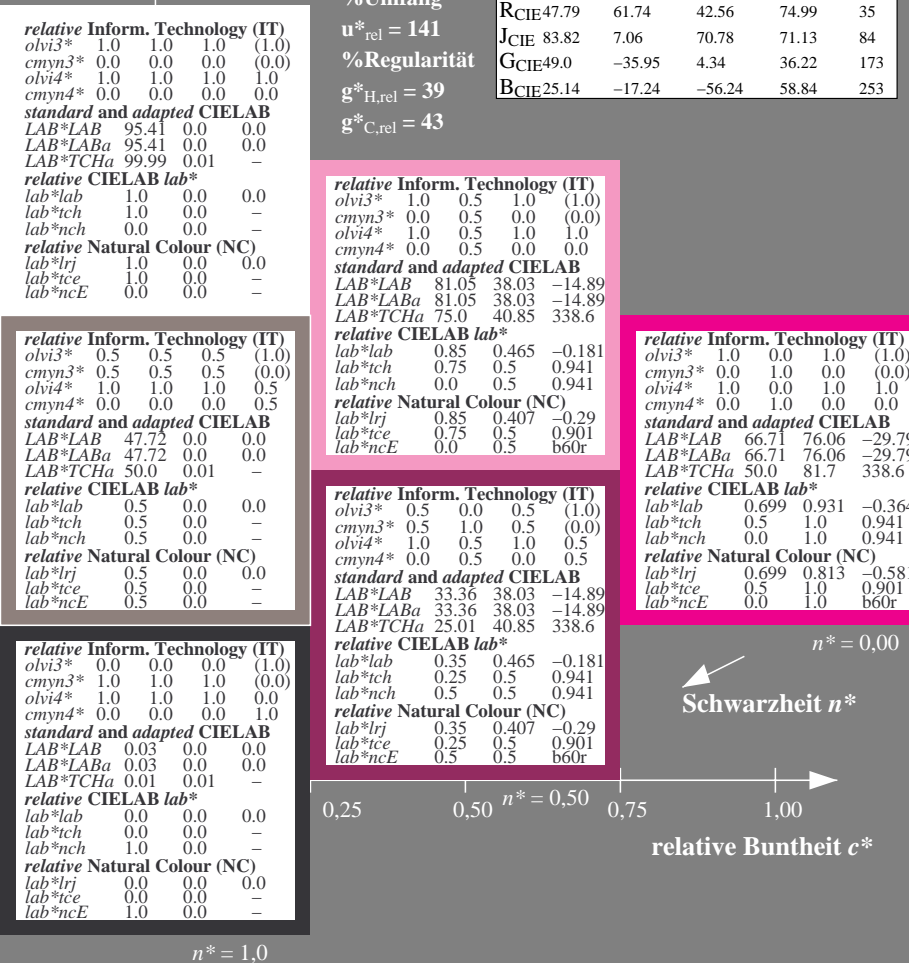 %Umfang
u*rel = 141
%Regularität
g*H,rel = 39
g*C,rel = 43
RCIE 47.79 61.74 42.56 74.99 35
JCIE 83.82 7.06 70.78 71.13 84
GCIE 49.0 −35.95 4.34 36.22 173
BCIE 25.14 −17.24 −56.24 58.84 253
relative Inform. Technology (IT)
olvi3* 1.0 1.0 1.0 (1.0)
cmyn3* 0.0 0.0 0.0 (0.0)
olvi4* 1.0 1.0 1.0 1.0
cmyn4* 0.0 0.0 0.0 0.0
standard and adapted CIELAB
LAB*LAB 95.41 0.0 0.0
LAB*LABa 95.41 0.0 0.0
LAB*TCHa 99.99 0.01 –
relative CIELAB lab*
lab*lab 1.0 0.0 0.0
lab*tch 1.0 0.0 –
lab*nch 0.0 0.0 –
relative Natural Colour (NC)
lab*lrj 1.0 0.0 0.0
lab*tce 1.0 0.0 –
lab*ncE 0.0 0.0 –
relative Inform. Technology (IT)
olvi3* 1.0 0.5 1.0 (1.0)
cmyn3* 0.0 0.5 0.0 (0.0)
olvi4* 1.0 0.5 1.0 1.0
cmyn4* 0.0 0.5 0.0 0.0
standard and adapted CIELAB
LAB*LAB 81.05 38.03 −14.89
LAB*LABa 81.05 38.03 −14.89
LAB*TCHa 75.0 40.85 338.6
relative CIELAB lab*
lab*lab 0.85 0.465 −0.181
lab*tch 0.75 0.5 0.941
lab*nch 0.0 0.5 0.941
relative Natural Colour (NC)
lab*lrj 0.85 0.407 −0.29
lab*tce 0.75 0.5 0.901
lab*ncE 0.0 0.5 b60r
relative Inform. Technology (IT)
olvi3* 0.5 0.5 0.5 (1.0)
cmyn3* 0.5 0.5 0.5 (0.0)
olvi4* 1.0 1.0 1.0 0.5
cmyn4* 0.0 0.0 0.0 0.5
standard and adapted CIELAB
LAB*LAB 47.72 0.0 0.0
LAB*LABa 47.72 0.0 0.0
LAB*TCHa 50.0 0.01 –
relative CIELAB lab*
lab*lab 0.5 0.0 0.0
lab*tch 0.5 0.0 –
lab*nch 0.5 0.0 –
relative Natural Colour (NC)
lab*lrj 0.5 0.0 0.0
lab*tce 0.5 0.0 –
lab*ncE 0.5 0.0 –
relative Inform. Technology (IT)
olvi3* 1.0 0.0 1.0 (1.0)
cmyn3* 0.0 1.0 0.0 (0.0)
olvi4* 1.0 0.0 1.0 1.0
cmyn4* 0.0 1.0 0.0 0.0
standard and adapted CIELAB
LAB*LAB 66.71 76.06 −29.79
LAB*LABa 66.71 76.06 −29.79
LAB*TCHa 50.0 81.7 338.6
relative CIELAB lab*
lab*lab 0.699 0.931 −0.364
lab*tch 0.5 1.0 0.941
lab*nch 0.0 1.0 0.941
relative Natural Colour (NC)
lab*lrj 0.699 0.813 −0.581
lab*tce 0.5 1.0 0.901
lab*ncE 0.0 1.0 b60r
relative Inform. Technology (IT)
olvi3* 0.5 0.0 0.5 (1.0)
cmyn3* 0.5 1.0 0.5 (0.0)
olvi4* 1.0 0.5 1.0 0.5
cmyn4* 0.0 0.5 0.0 0.5
standard and adapted CIELAB
LAB*LAB 33.36 38.03 −14.89
LAB*LABa 33.36 38.03 −14.89
LAB*TCHa 25.01 40.85 338.6
relative CIELAB lab*
lab*lab 0.35 0.465 −0.181
lab*tch 0.25 0.5 0.941
lab*nch 0.5 0.5 0.941
relative Natural Colour (NC)
lab*lrj 0.35 0.407 −0.29
lab*tce 0.25 0.5 0.901
lab*ncE 0.5 0.5 b60r
relative Inform. Technology (IT)
olvi3* 0.0 0.0 0.0 (1.0)
cmyn3* 1.0 1.0 1.0 (0.0)
olvi4* 1.0 1.0 1.0 0.0
cmyn4* 0.0 0.0 0.0 1.0
standard and adapted CIELAB
LAB*LAB 0.03 0.0 0.0
LAB*LABa 0.03 0.0 0.0
LAB*TCHa 0.01 0.01 –
relative CIELAB lab*
lab*lab 0.0 0.0 0.0
lab*tch 0.0 0.0 –
lab*nch 1.0 0.0 –
relative Natural Colour (NC)
lab*lrj 0.0 0.0 0.0
lab*tce 0.0 0.0 –
lab*ncE 1.0 0.0 –
n* = 0,00
Schwarzheit n*
0,25 0,50 n* = 0,50 0,75 1,00
relative Buntheit c*
n* = 1,0